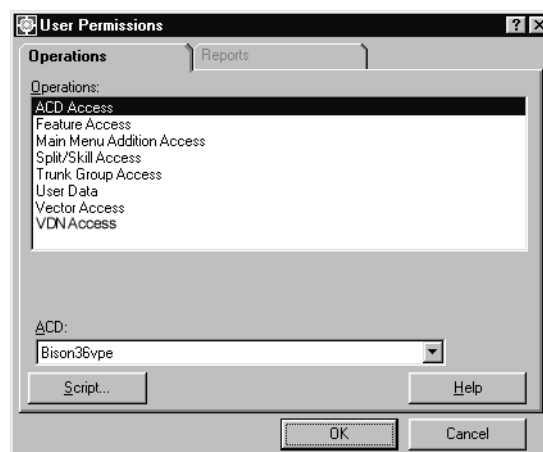 User Permissions
Operations
Reports
Operations:
ACD Access
Feature Access
Main Menu Addition Access
Split/Skill Access
Trunk Group Access
User Data
Vector Access
VDN Access
ACD:
Bison36vpe
Script...
Help
OK
Cancel